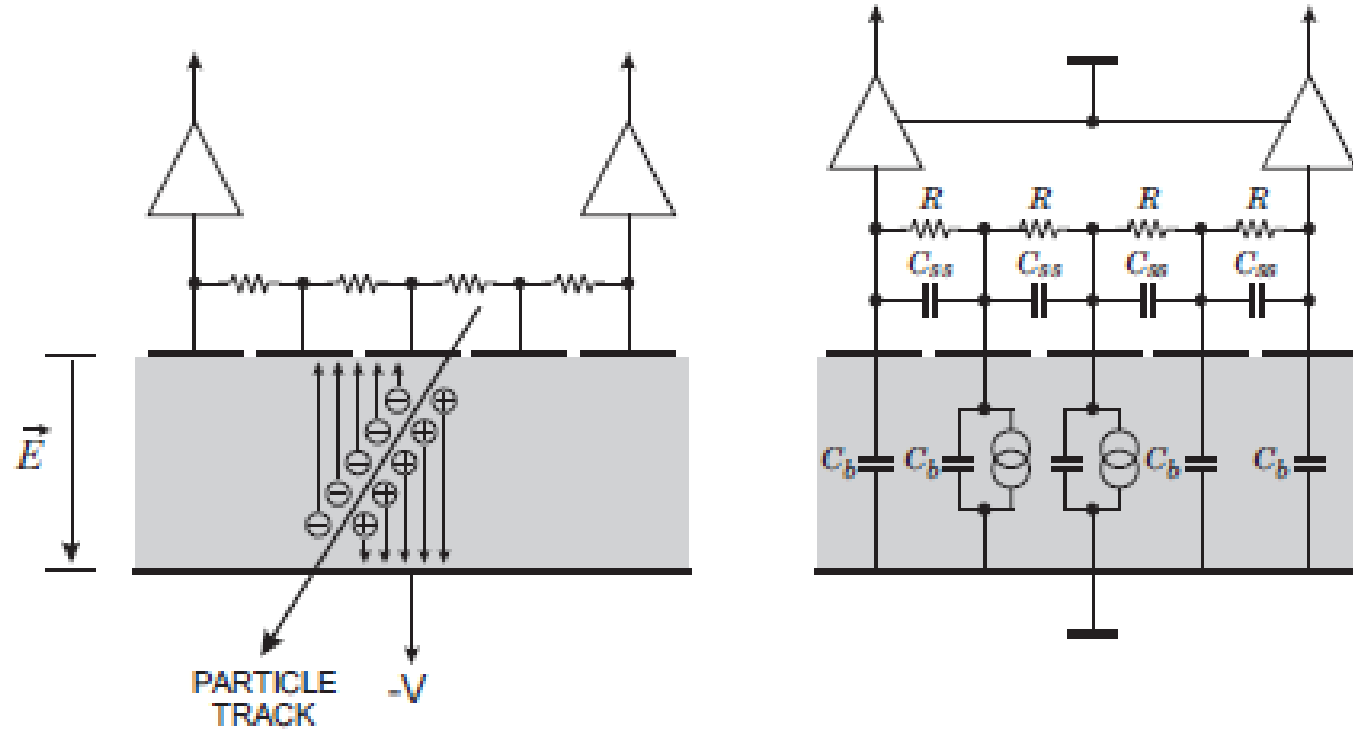 E
PARTICLE
TRACK
-V
R R R R
Css Css Css Css
Cb Cb Cb Cb